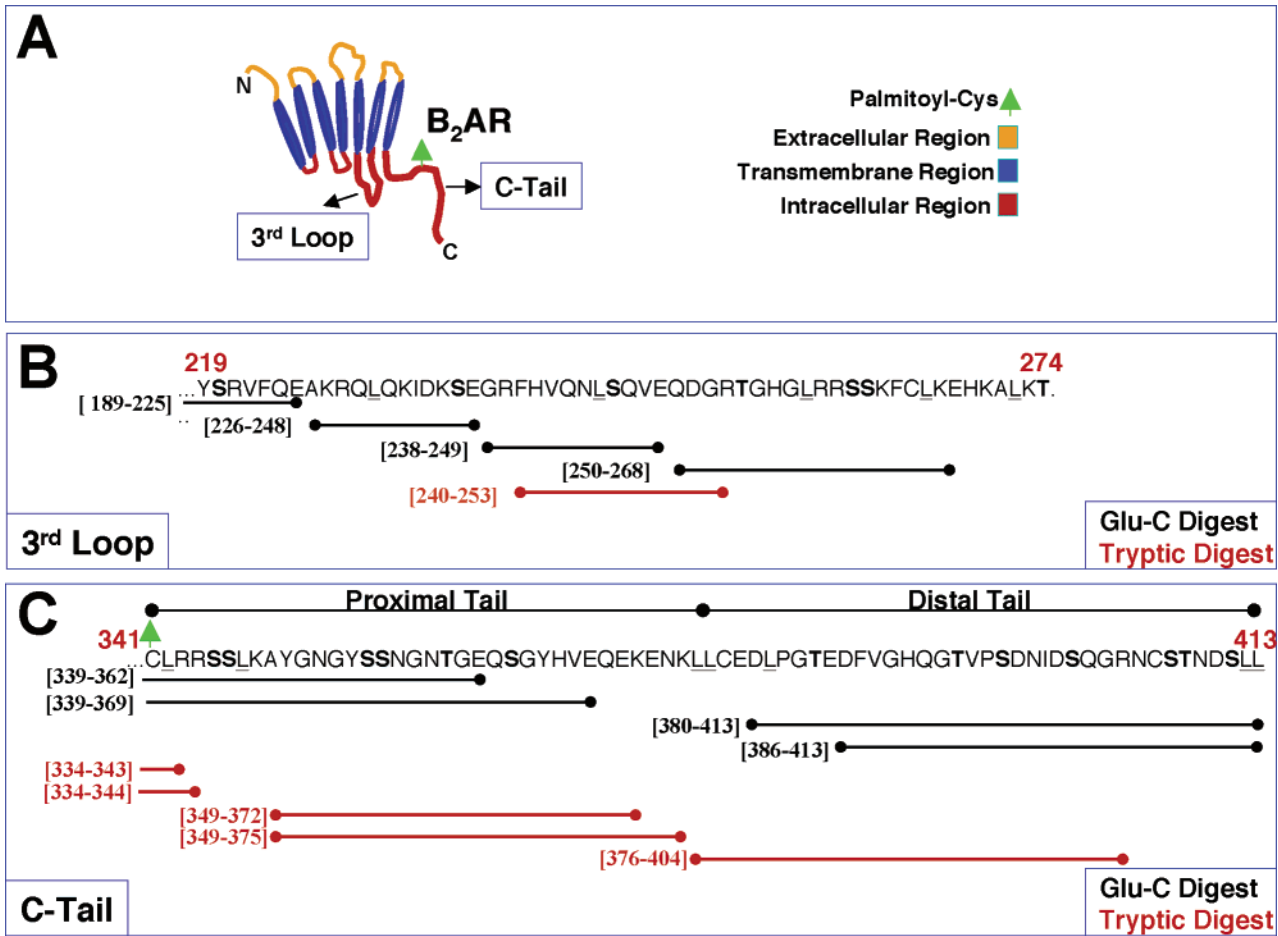 A
N
B2AR
C-Tail
3rd Loop
C
Palmitoyl-Cys
Extracellular Region
Transmembrane Region
Intracellular Region
B
219
274
...YSRVFQEAKRQLQKIDKSEGRFHVQNLSQVEQDGRTGHGLRRSSKFCLKEHKALKT.
[ 189-225]
..
[226-248]
[238-249]
[250-268]
[240-253]
3rd Loop
Glu-C Digest
Tryptic Digest
C
Proximal Tail
Distal Tail
341
413
...CLRRSSLKAYGNGYSSNGNTGEQSGYHVEQEKENKLLCEDLPGTEDFVGHQGTVPSDNIDSQGRNCSTNDSLL
[339-362]
[339-369]
[380-413]
[386-413]
[334-343]
[334-344]
[349-372]
[349-375]
[376-404]
C-Tail
Glu-C Digest
Tryptic Digest